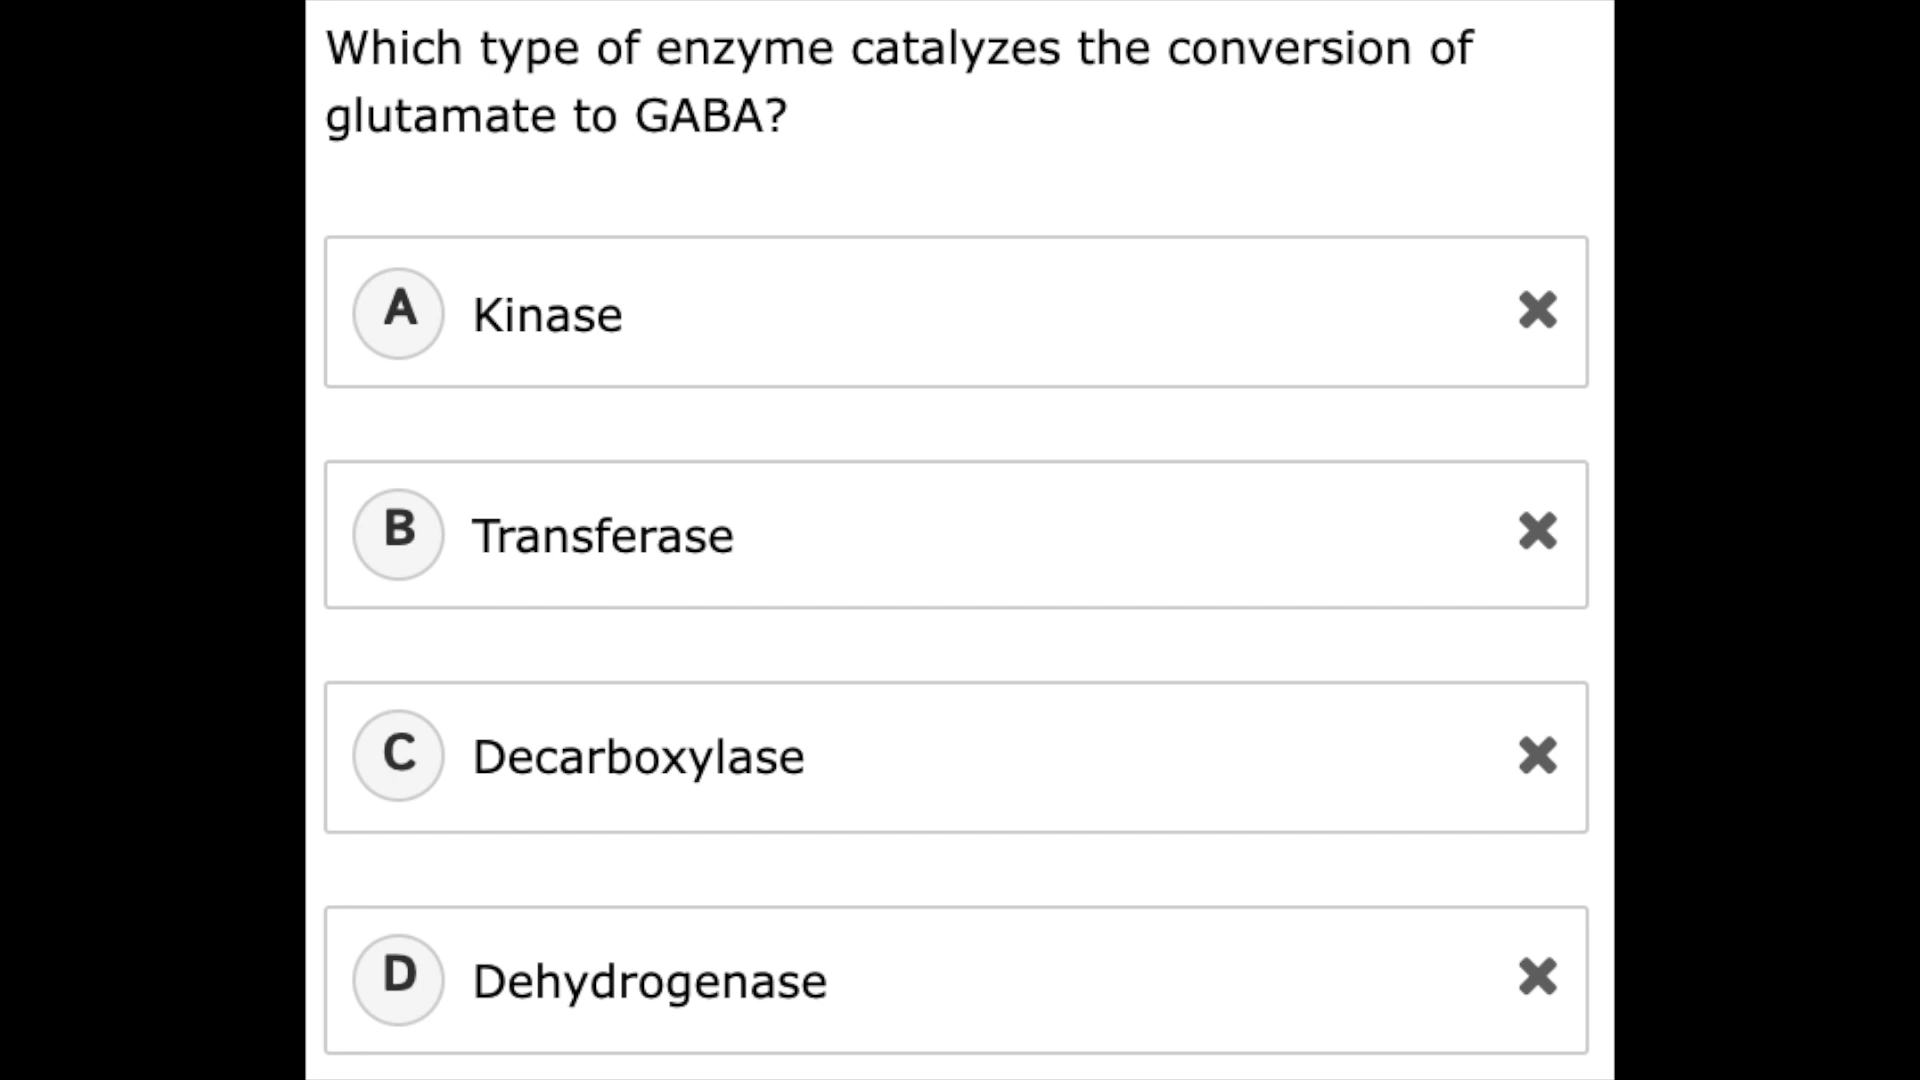 Which type of enzyme catalyzes the conversion of
glutamate to GABA?
A Kinase
B Transferase
C Decarboxylase
D Dehydrogenase